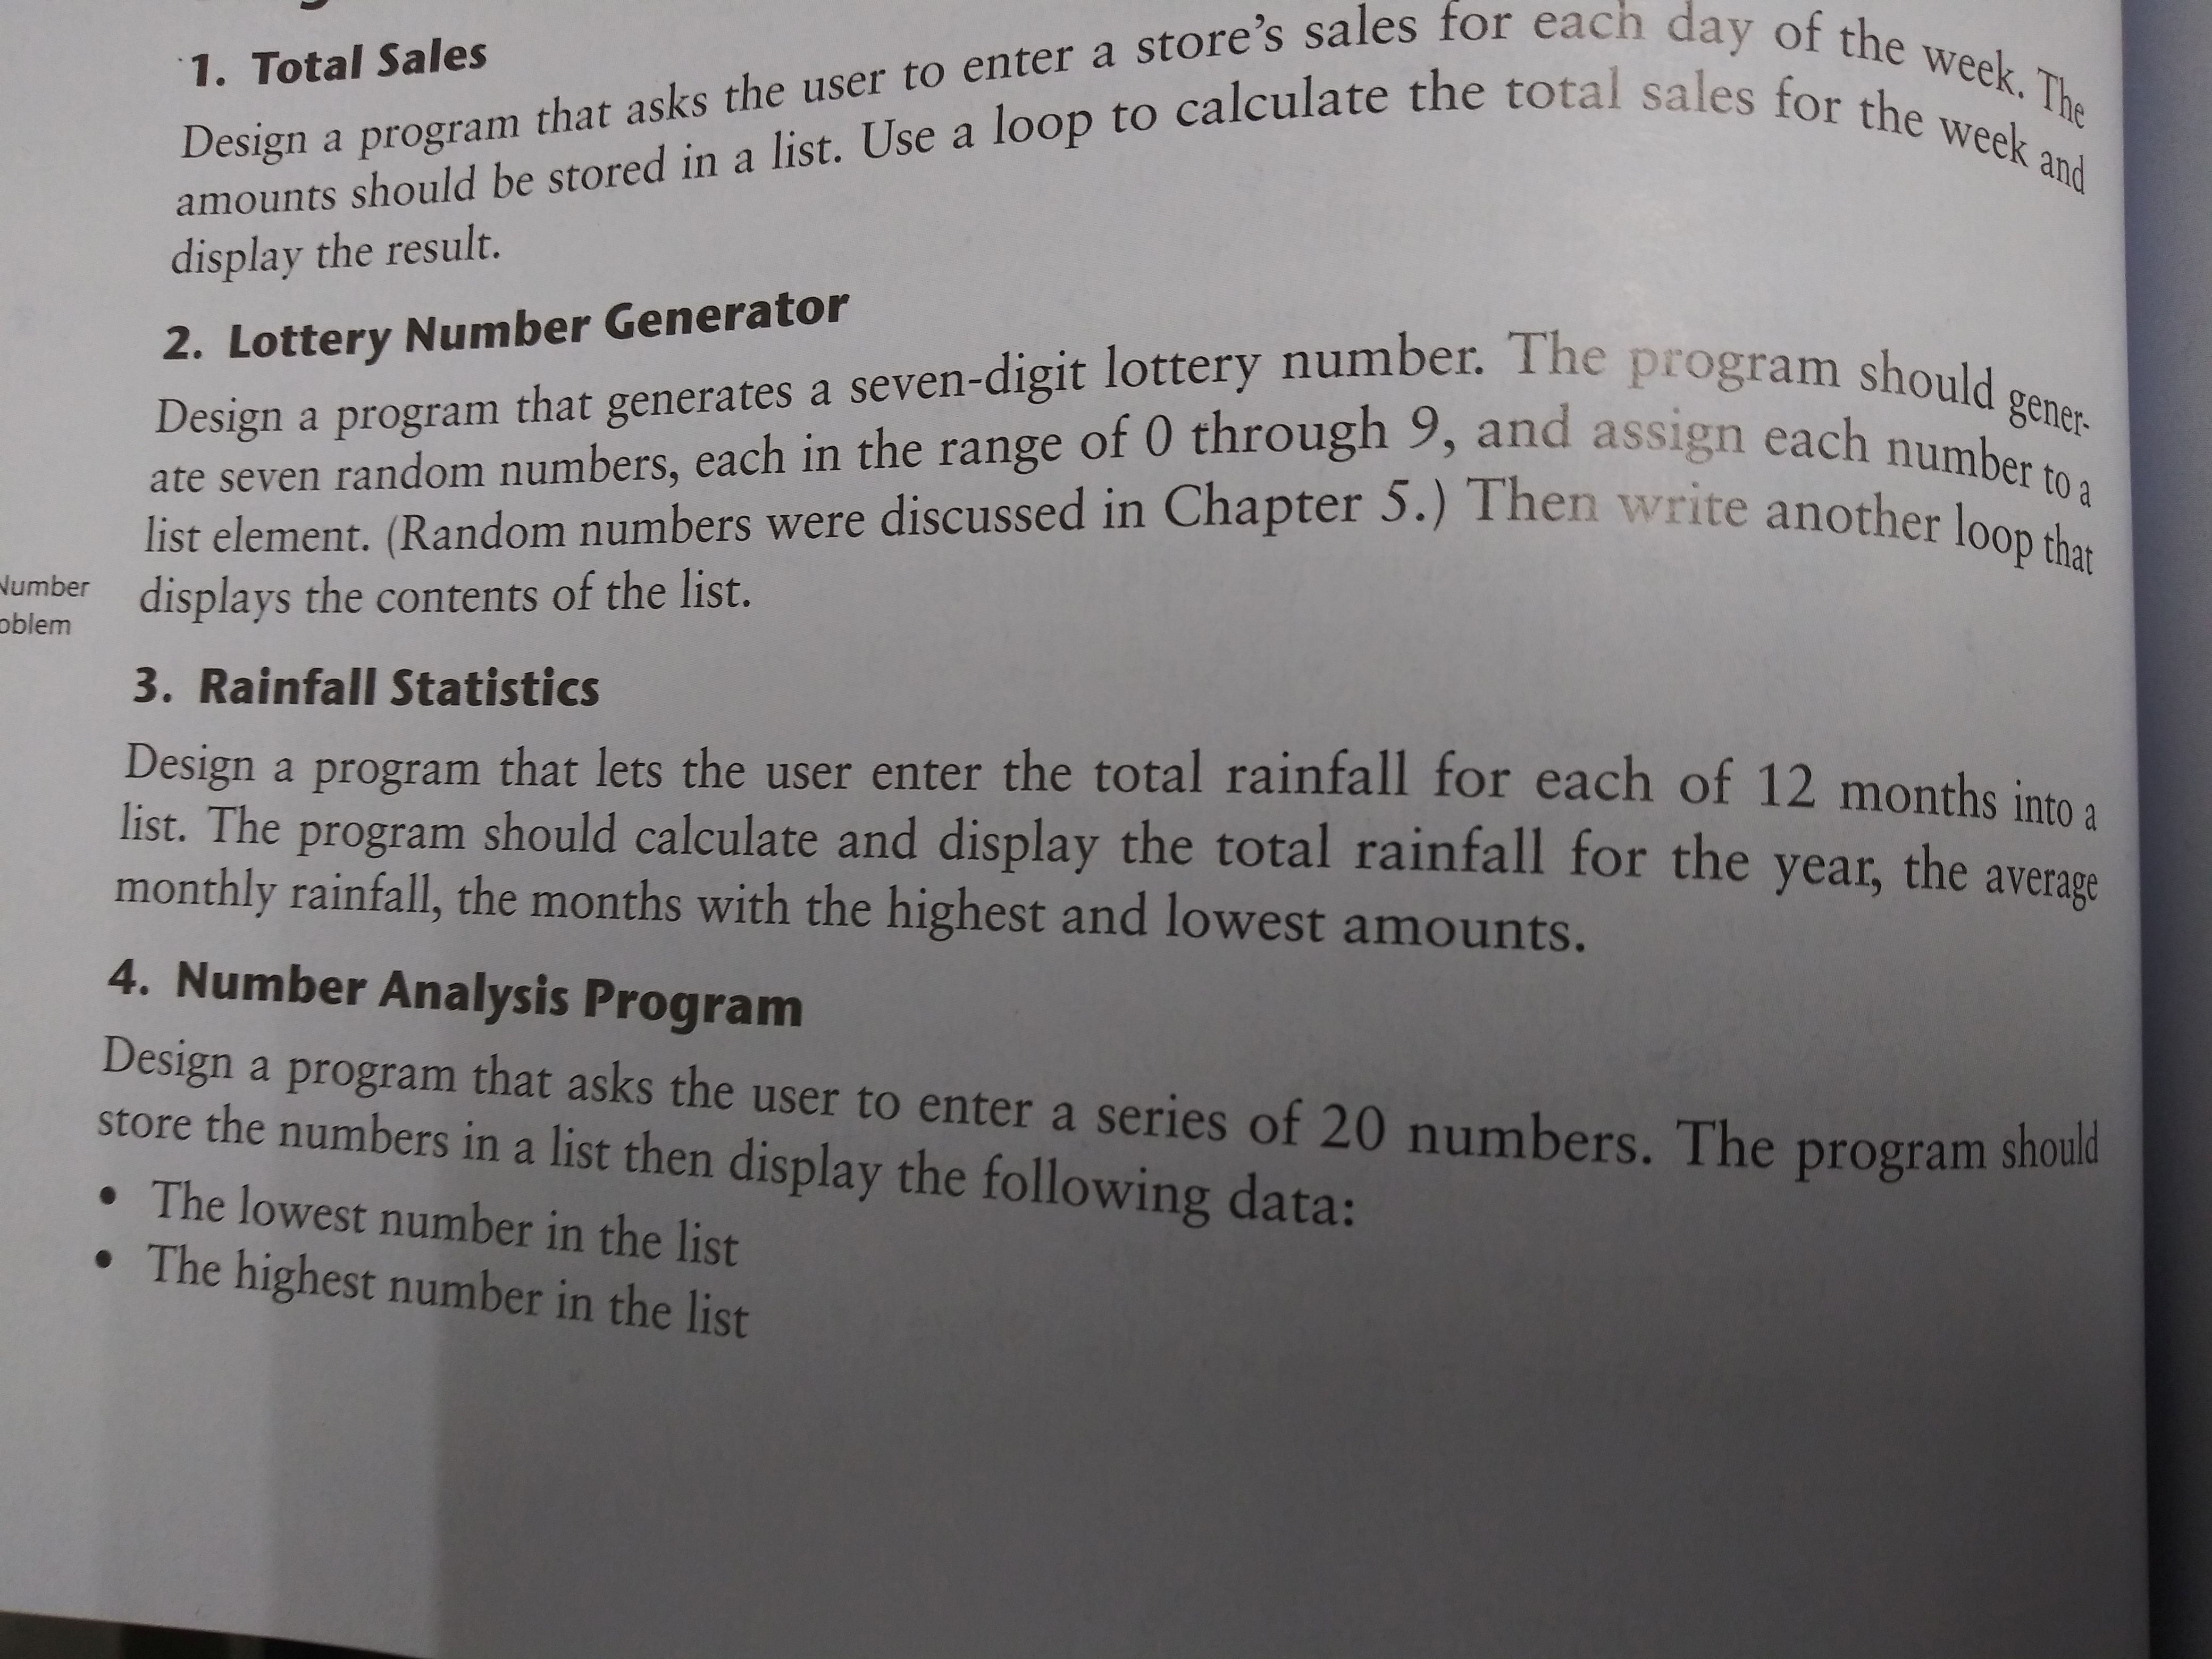 1. Total Sales
Design a program that asks the user to enter a store's sales for each day of the week. The
amounts should be stored in a list. Use a loop to calculate the total sales for the week and
display the result.
2. Lottery Number Generator
Design a program that generates a seven-digit lottery number. The program should gener-
ate seven random numbers, each in the range of 0 through 9, and assign each number to a
list element. (Random numbers were discussed in Chapter 5.) Then write another loop that
displays the contents of the list.
Number
oblem
3. Rainfall Statistics
Design a program that lets the user enter the total rainfall for each of 12 months into a
list. The program should calculate and display the total rainfall for the year, the average
monthly rainfall, the months with the highest and lowest amounts.
4. Number Analysis Program
Design a program that asks the user to enter a series of 20 numbers. The program should
store the numbers in a list then display the following data:
• The lowest number in the list
• The highest number in the list